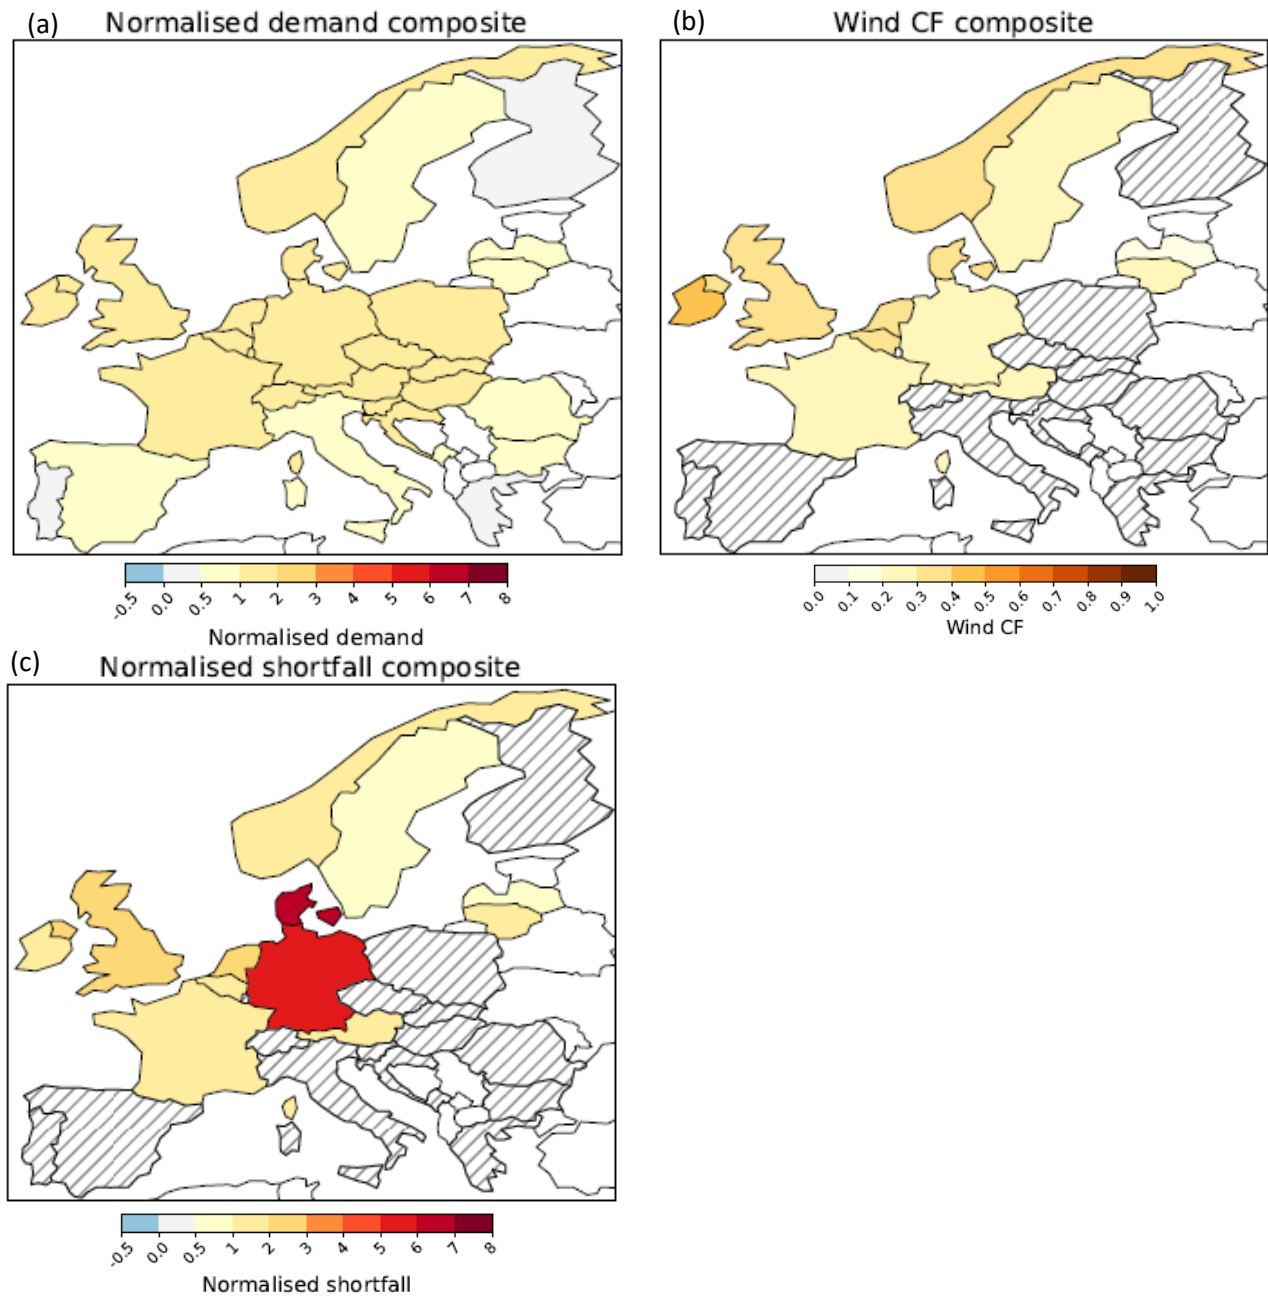 (a) Normalised demand composite
(b) Wind CF composite
-0.5 0.0 0.5 1 2 3 4 5 6 7 8
Normalised demand
0.0 0.1 0.2 0.3 0.4 0.5 0.6 0.7 0.8 0.9 1.0
Wind CF
(c) Normalised shortfall composite
-0.5 0.0 0.5 1 2 3 4 5 6 7 8
Normalised shortfall